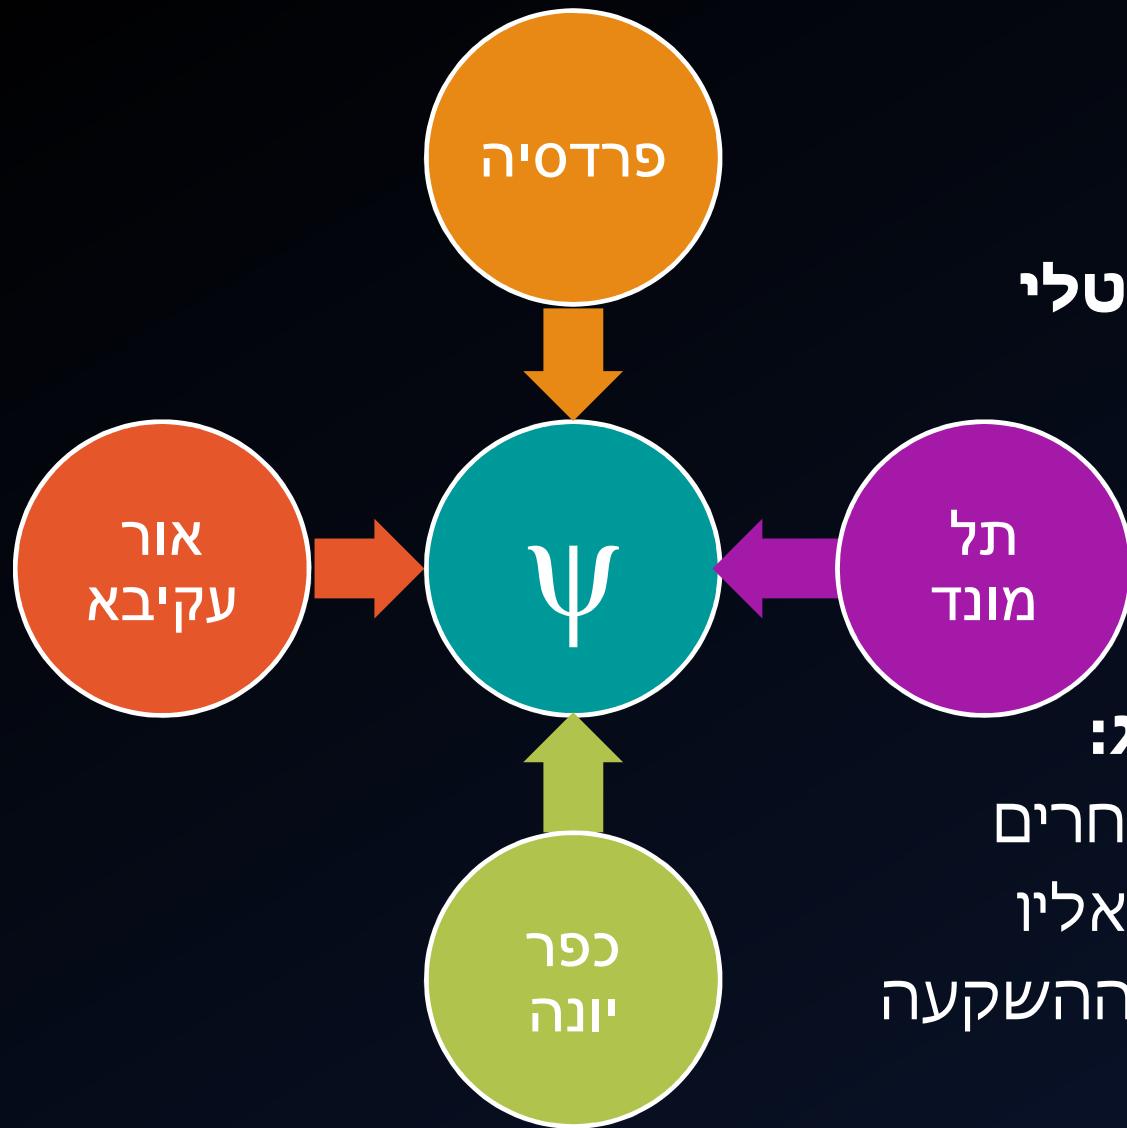 פרדסיה
טלי
אור
עקיבא
ψ
תל
מונד
ג:
חרים
אליו
ההשקעה
כפר
יונה